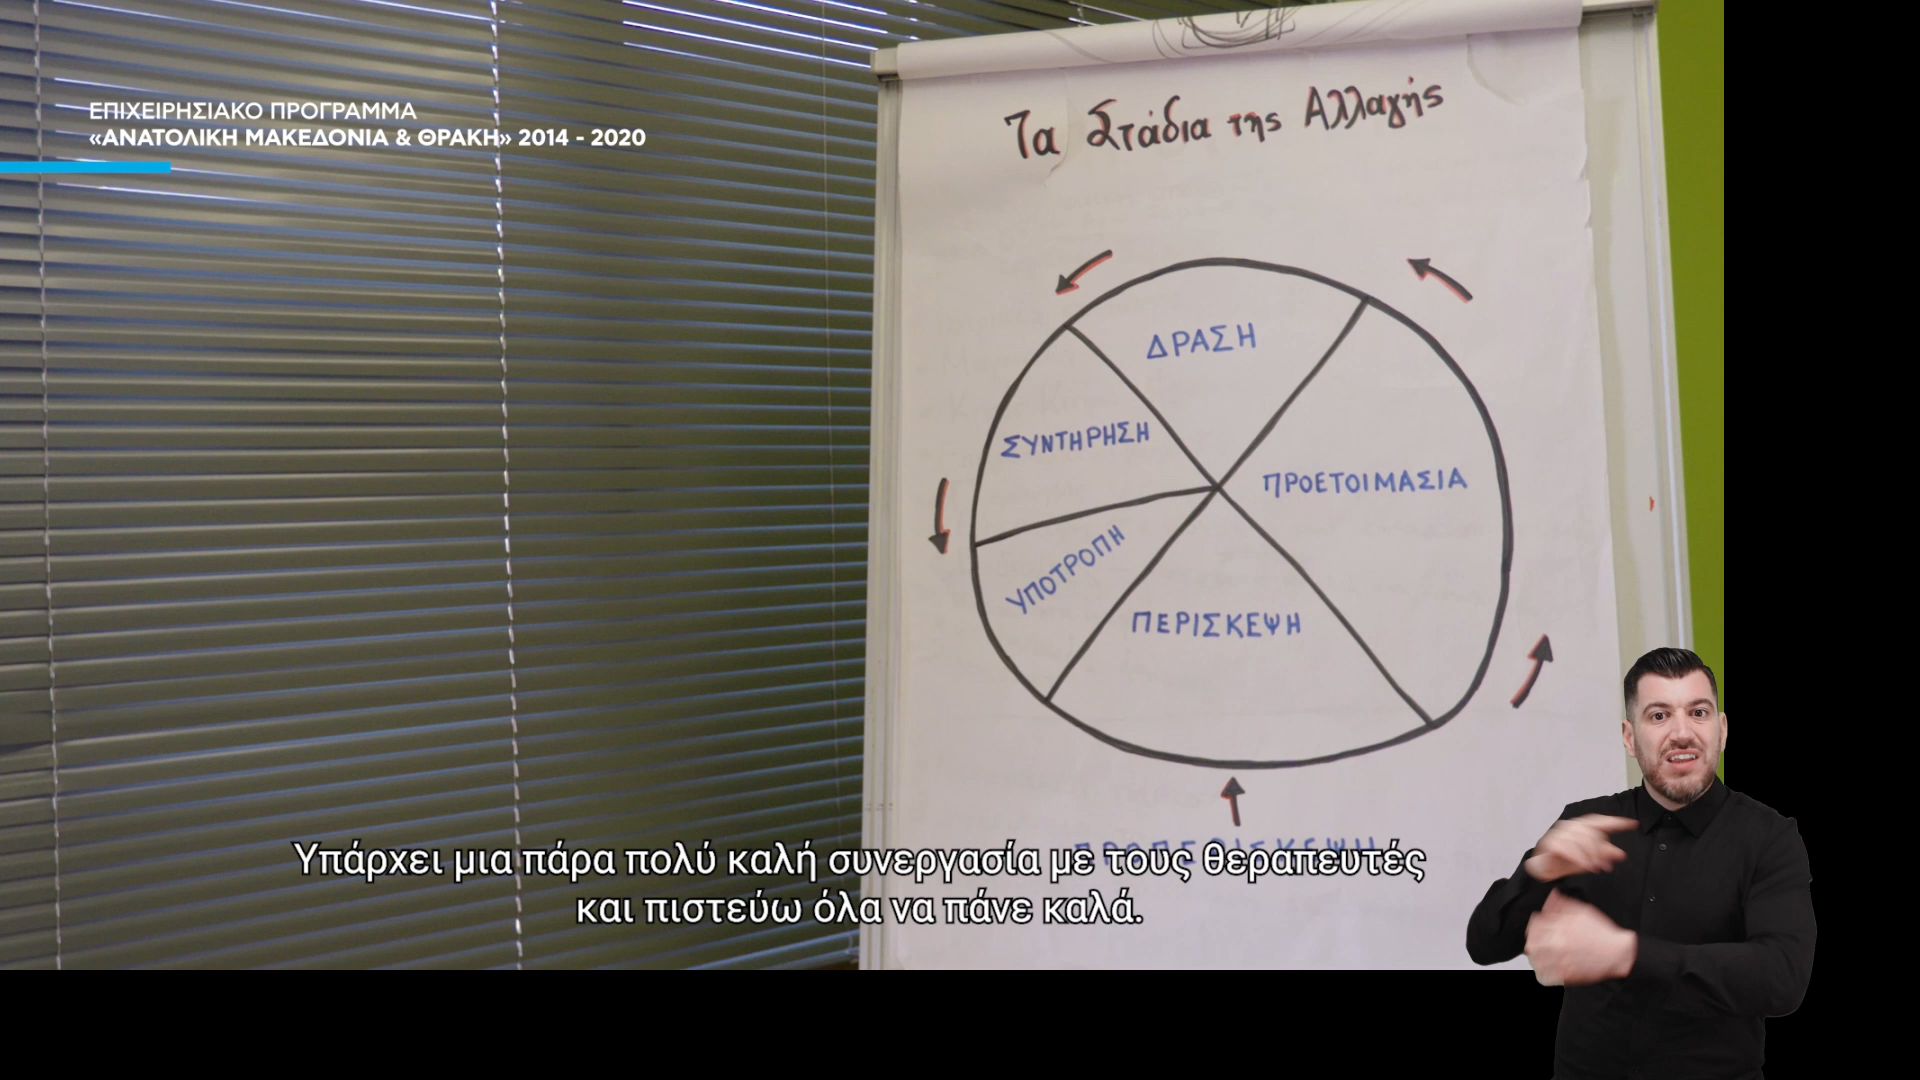 ΕΠΙΧΕΙΡΗΣΙΑΚΟ ΠΡΟΓΡΑΜΜΑ
«ΑΝΑΤΟΛΙΚΗ ΜΑΚΕΔΟΝΙΑ & ΘΡΑΚΗ» 2014 - 2020
Τα Στάδια της Αλλαγής
ΔΡΑΣΗ
ΣΥΝΤΗΡΗΣΗ
ΠΡΟΕΤΟΙΜΑΣΙΑ
ΥΠΟΤΡΟΠΗ
ΠΕΡΙΣΚΕΨΗ
Υπάρχει μια πάρα πολύ καλή συνεργασία με τους θεραπευτές
και πιστεύω όλα να πάνε καλά.